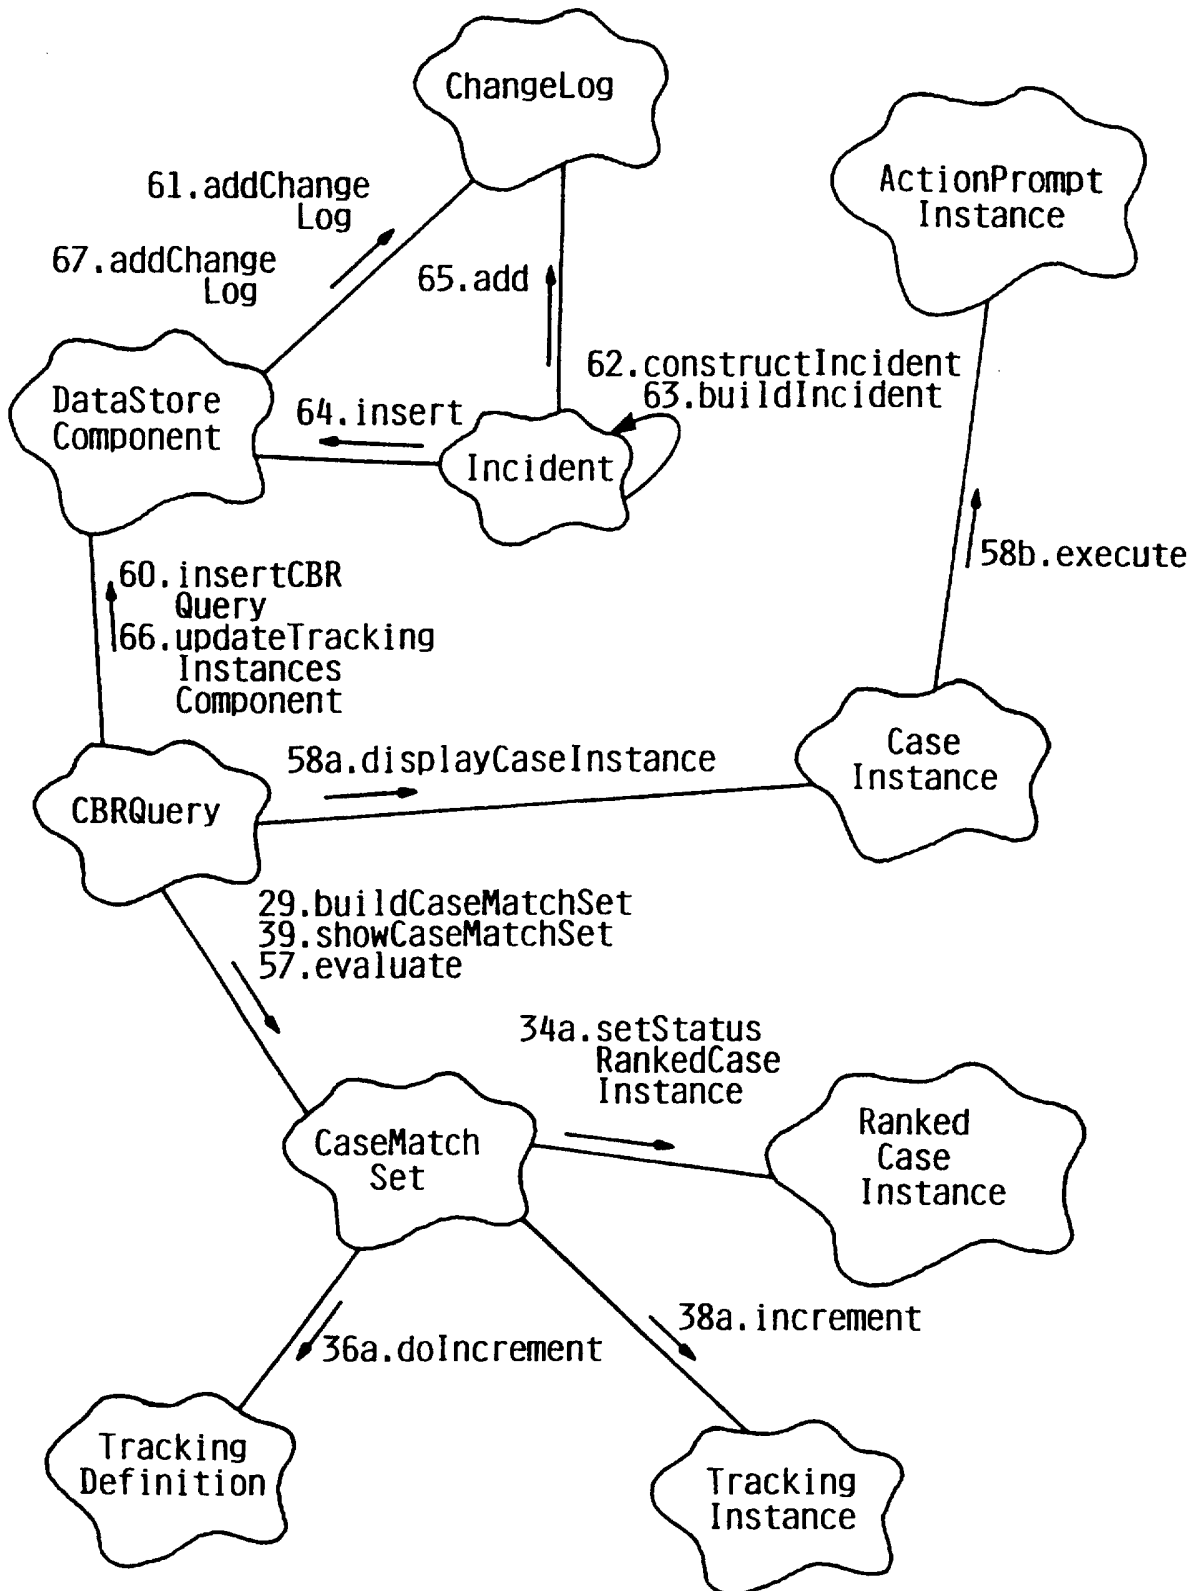 ChangeLog
ActionPrompt
Instance
61.addChange
Log
67.addChange
Log
65.add
62.constructIncident
63.buildIncident
DataStore
Component
64.insert
Incident
58b.execute
60.insertCBR
Query
66.updateTracking
Instances
Component
58a.displayCaseInstance
Case
Instance
CBRQuery
29.buildCaseMatchSet
39.showCaseMatchSet
57.evaluate
34a.setStatus
RankedCase
Instance
CaseMatch
Set
Ranked
Case
Instance
38a.increment
36a.doIncrement
Tracking
Definition
Tracking
Instance